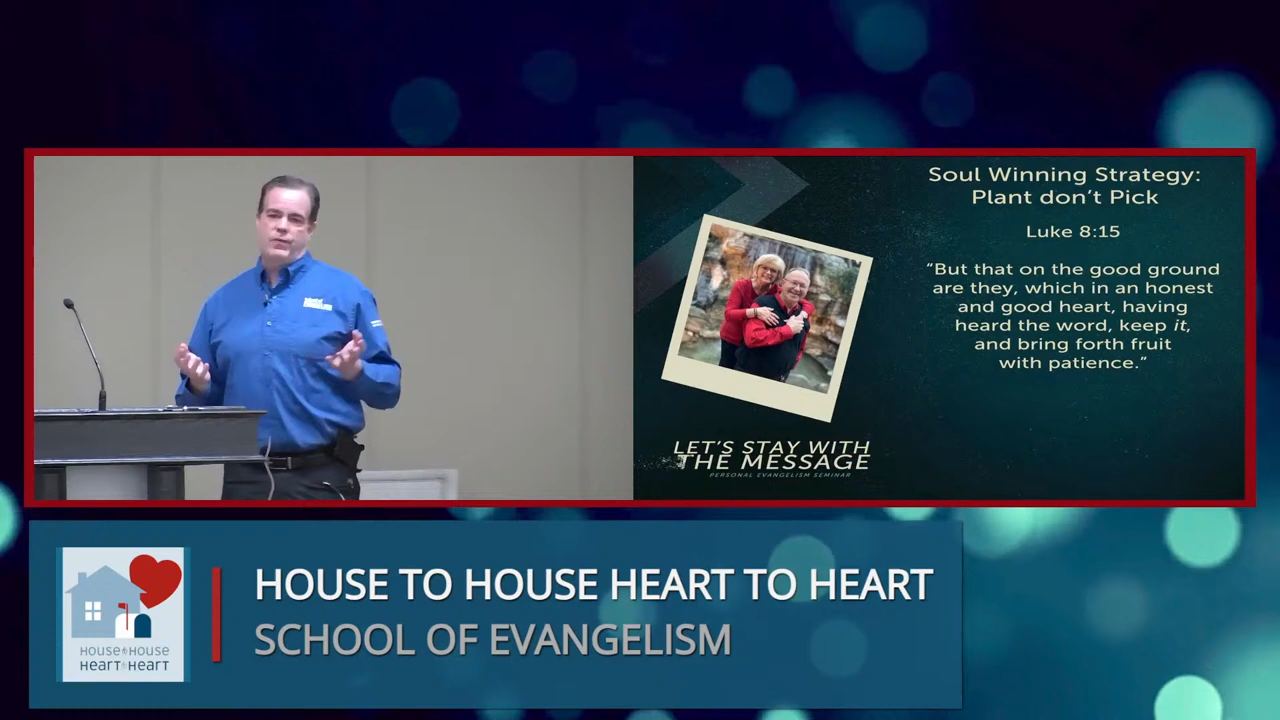 Soul Winning Strategy:
Plant don't Pick
Luke 8:15
“But that on the good ground
are they, which in an honest
and good heart, having
heard the word, keep it,
and bring forth fruit
with patience.”
LET'S STAY WITH
THE MESSAGE
PERSONAL EVANGELISM SEMINAR
HOUSE TO HOUSE HEART TO HEART
SCHOOL OF EVANGELISM
HOUSE TO HOUSE
HEART TO HEART